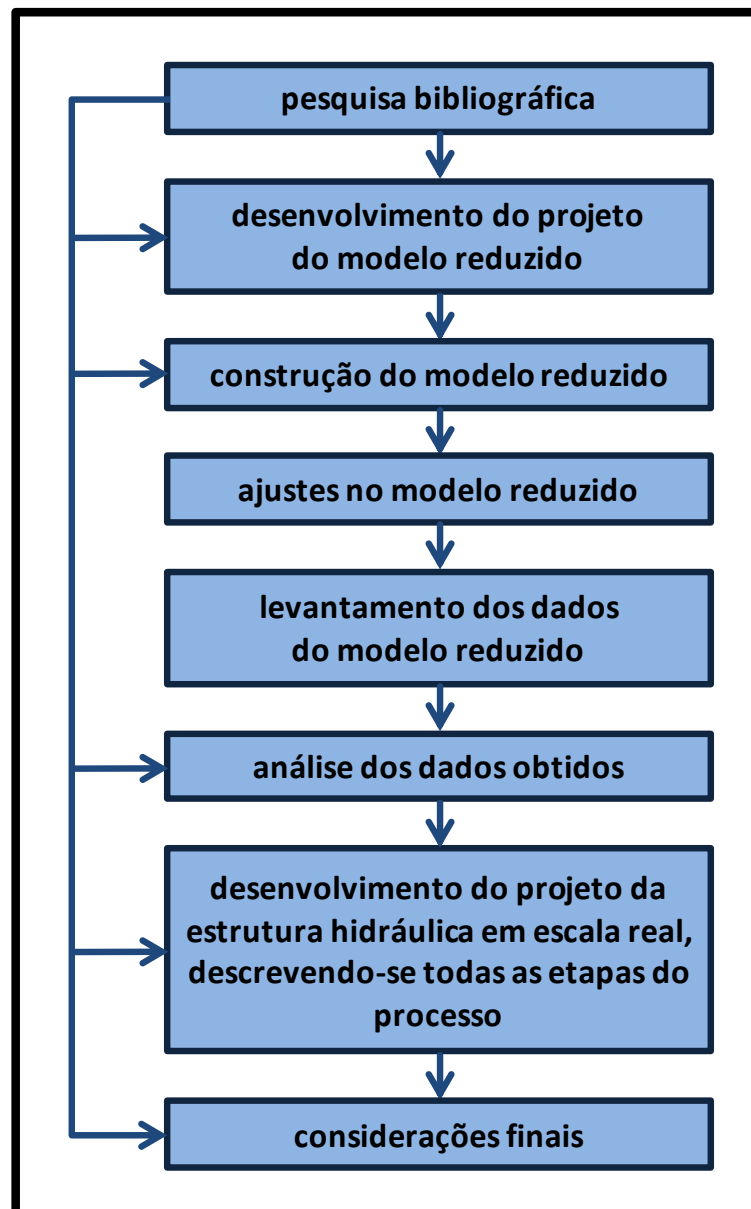 pesquisa bibliográfica
desenvolvimento do projeto
do modelo reduzido
construção do modelo reduzido
ajustes no modelo reduzido
levantamento dos dados
do modelo reduzido
análise dos dados obtidos
desenvolvimento do projeto da
estrutura hidráulica em escala real,
descrevendo-se todas as etapas do
processo
considerações finais